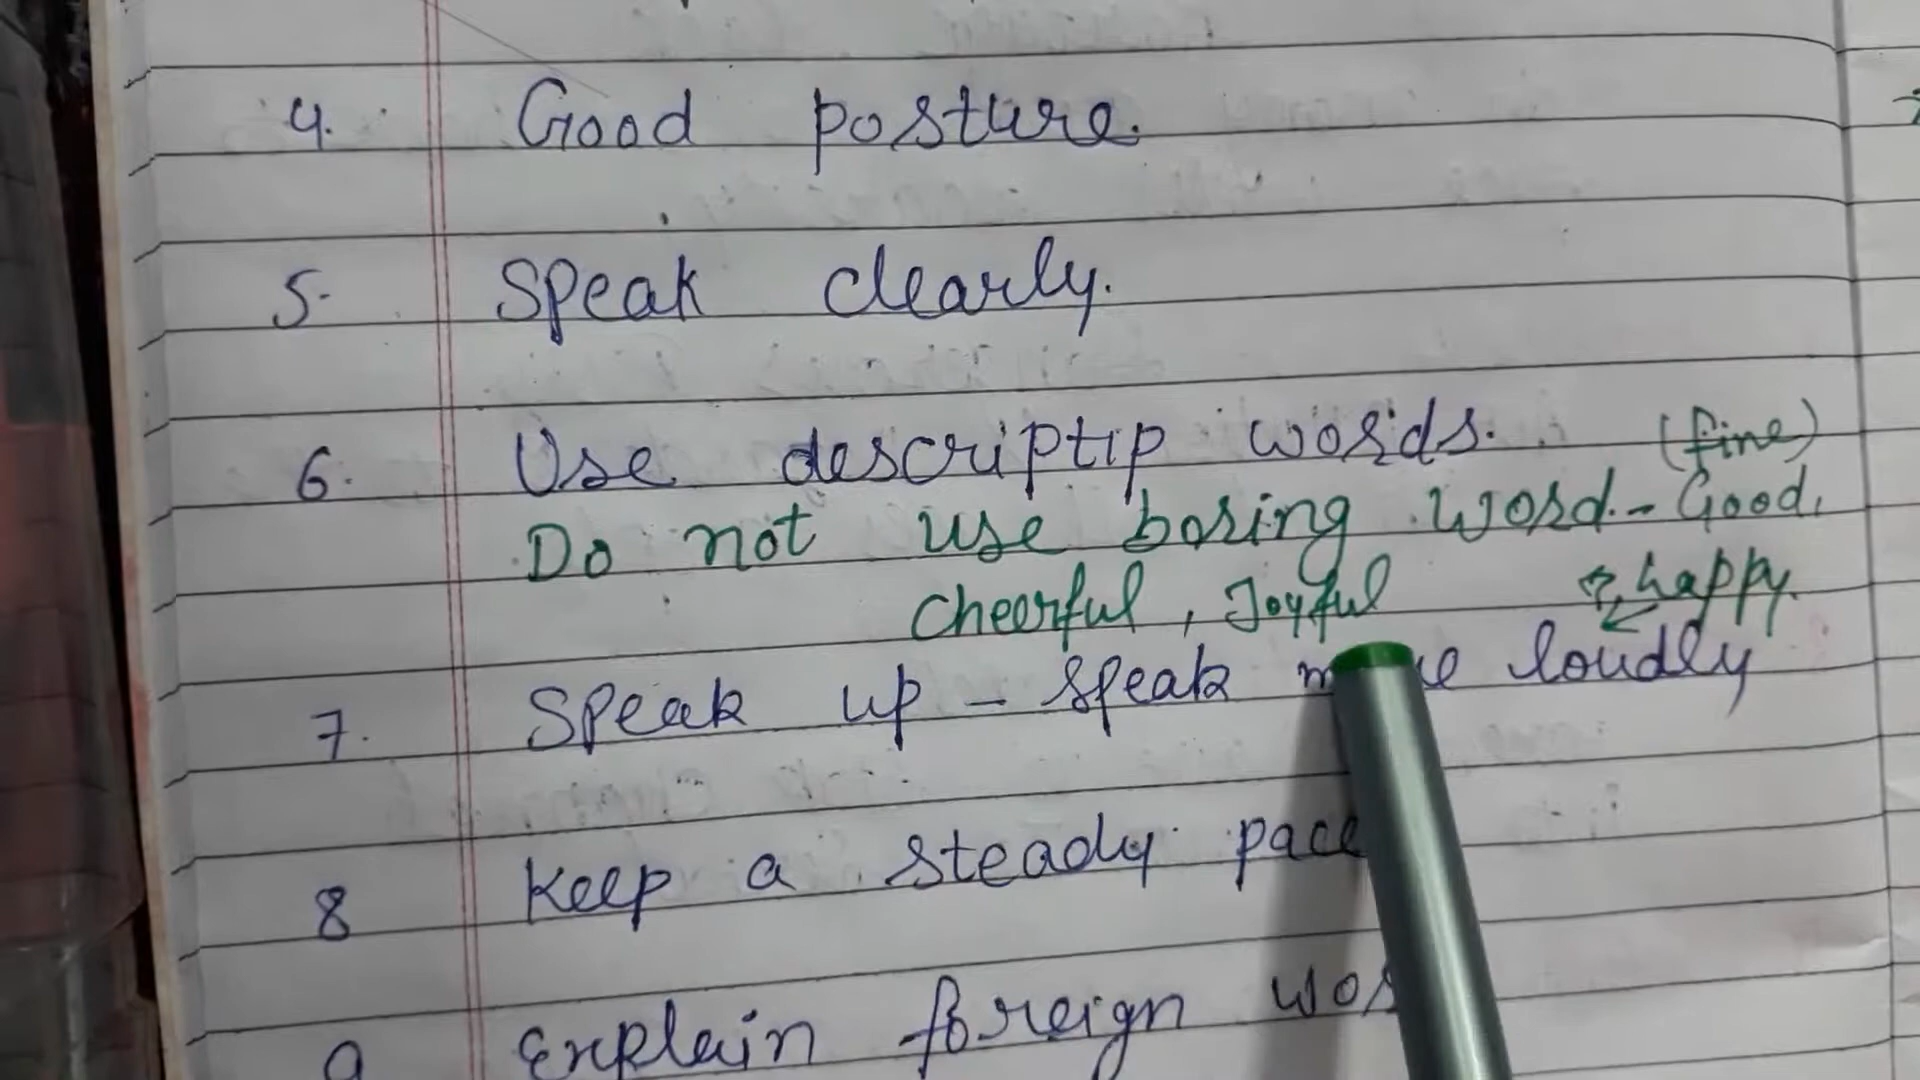 4. Good posture.
5. Speak clearly.
6. Use descriptip words. (fine)
Do not use boring word. - Good.
Cheerful, Joyful happy.
7. Speak up - speak loudly
8 Keep a steady pace
9 Explain foreign